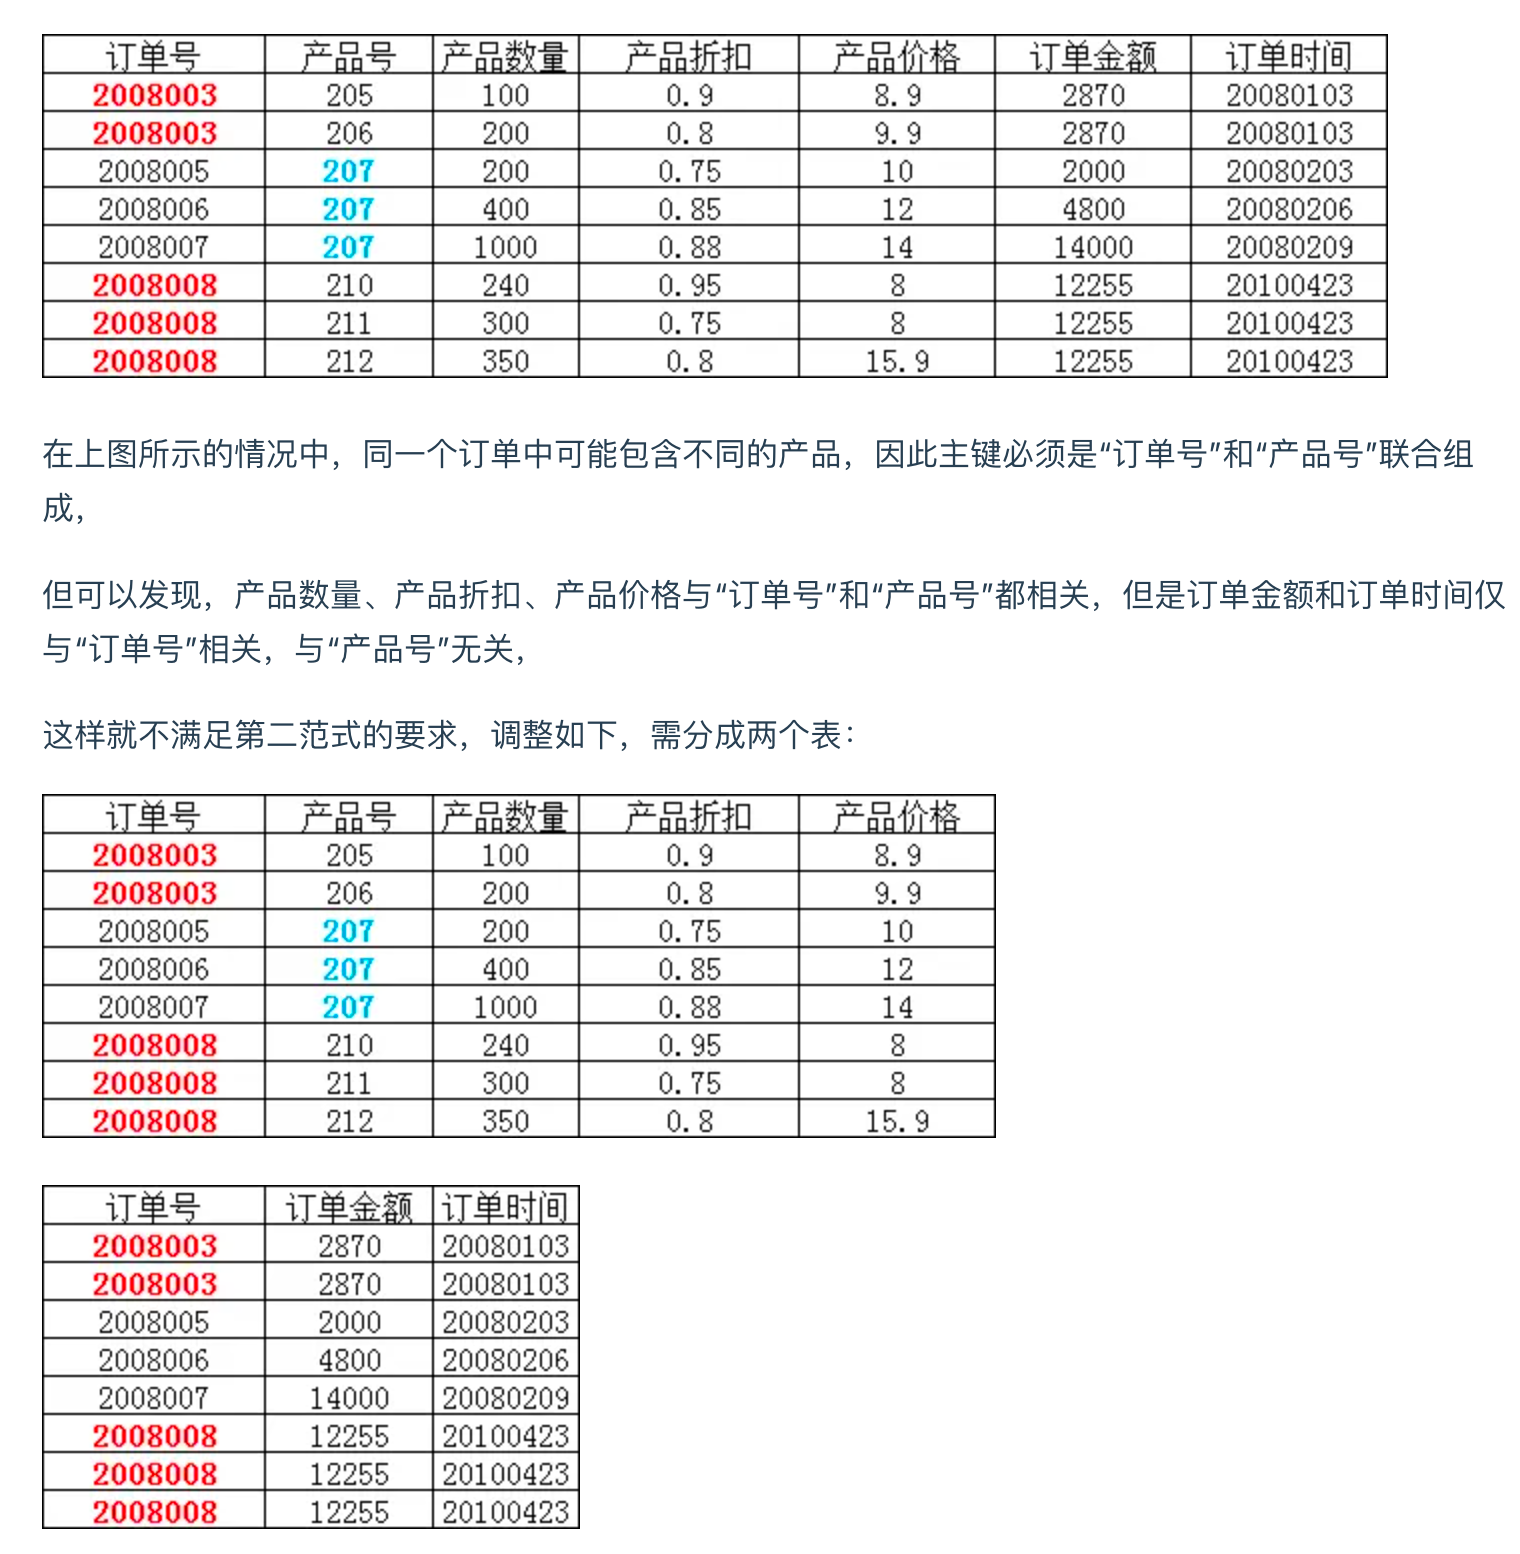 订单号 产品号 产品数量 产品折扣 产品价格 订单金额 订单时间
2008003 205 100 0.9 8.9 2870 20080103
2008003 206 200 0.8 9.9 2870 20080103
2008005 207 200 0.75 10 2000 20080203
2008006 207 400 0.85 12 4800 20080206
2008007 207 1000 0.88 14 14000 20080209
2008008 210 240 0.95 8 12255 20100423
2008008 211 300 0.75 8 12255 20100423
2008008 212 350 0.8 15.9 12255 20100423
在上图所示的情况中，同一个订单中可能包含不同的产品，因此主键必须是“订单号”和“产品号”联合组
成，
但可以发现，产品数量、产品折扣、产品价格与“订单号”和“产品号”都相关，但是订单金额和订单时间仅
与“订单号”相关，与“产品号”无关，
这样就不满足第二范式的要求，调整如下，需分成两个表：
订单号 产品号 产品数量 产品折扣 产品价格
2008003 205 100 0.9 8.9
2008003 206 200 0.8 9.9
2008005 207 200 0.75 10
2008006 207 400 0.85 12
2008007 207 1000 0.88 14
2008008 210 240 0.95 8
2008008 211 300 0.75 8
2008008 212 350 0.8 15.9
订单号 订单金额 订单时间
2008003 2870 20080103
2008003 2870 20080103
2008005 2000 20080203
2008006 4800 20080206
2008007 14000 20080209
2008008 12255 20100423
2008008 12255 20100423
2008008 12255 20100423